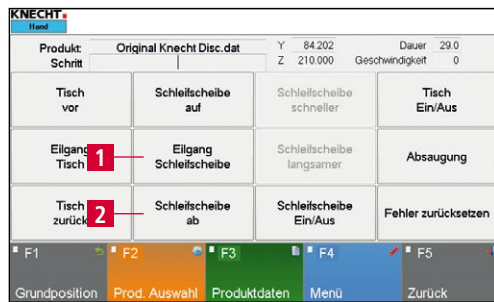 KNECHT
Hand
Produkt: Original Knecht Disc.dat Y 84.202 Dauer 29.0
Schritt Z 210.000 Geschwindigkeit 0
Tisch vor
Schleifscheibe auf
Schleifscheibe schneller
Tisch Ein/Aus
Eilgang Tisch
1
Eilgang Schleifscheibe
Schleifscheibe langsamer
Absaugung
Tisch zurück
2
Schleifscheibe ab
Schleifscheibe Ein/Aus
Fehler zurücksetzen
F1 F2 F3 F4 F5
Grundposition Prod. Auswahl Produktdaten Menü Zurück